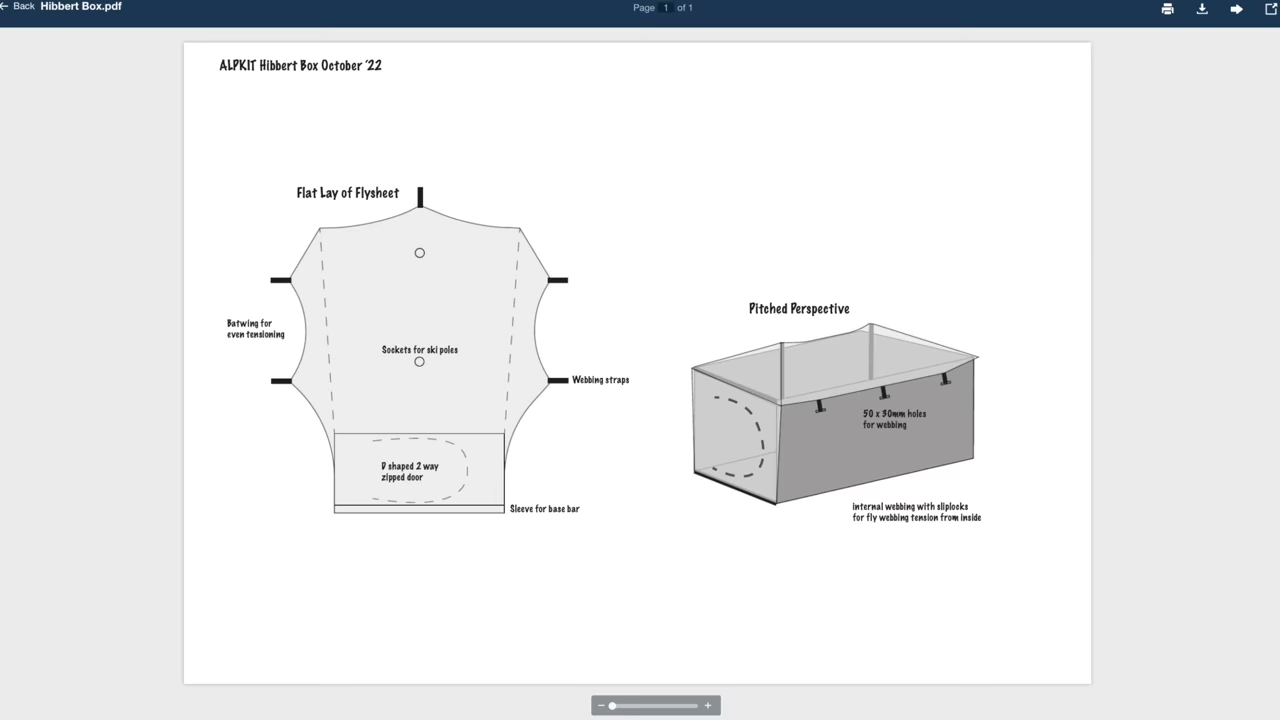 Back Hibbert Box.pdf
Page 1 of 1
ALPKIT Hibbert Box October '22
Flat Lay of Flysheet
Batwing for
even tensioning
Sockets for ski poles
Webbing straps
D shaped 2 way
zipped door
Sleeve for base bar
Pitched Perspective
50 x 30mm holes
for webbing
internal webbing with sliplocks
for fly webbing tension from inside